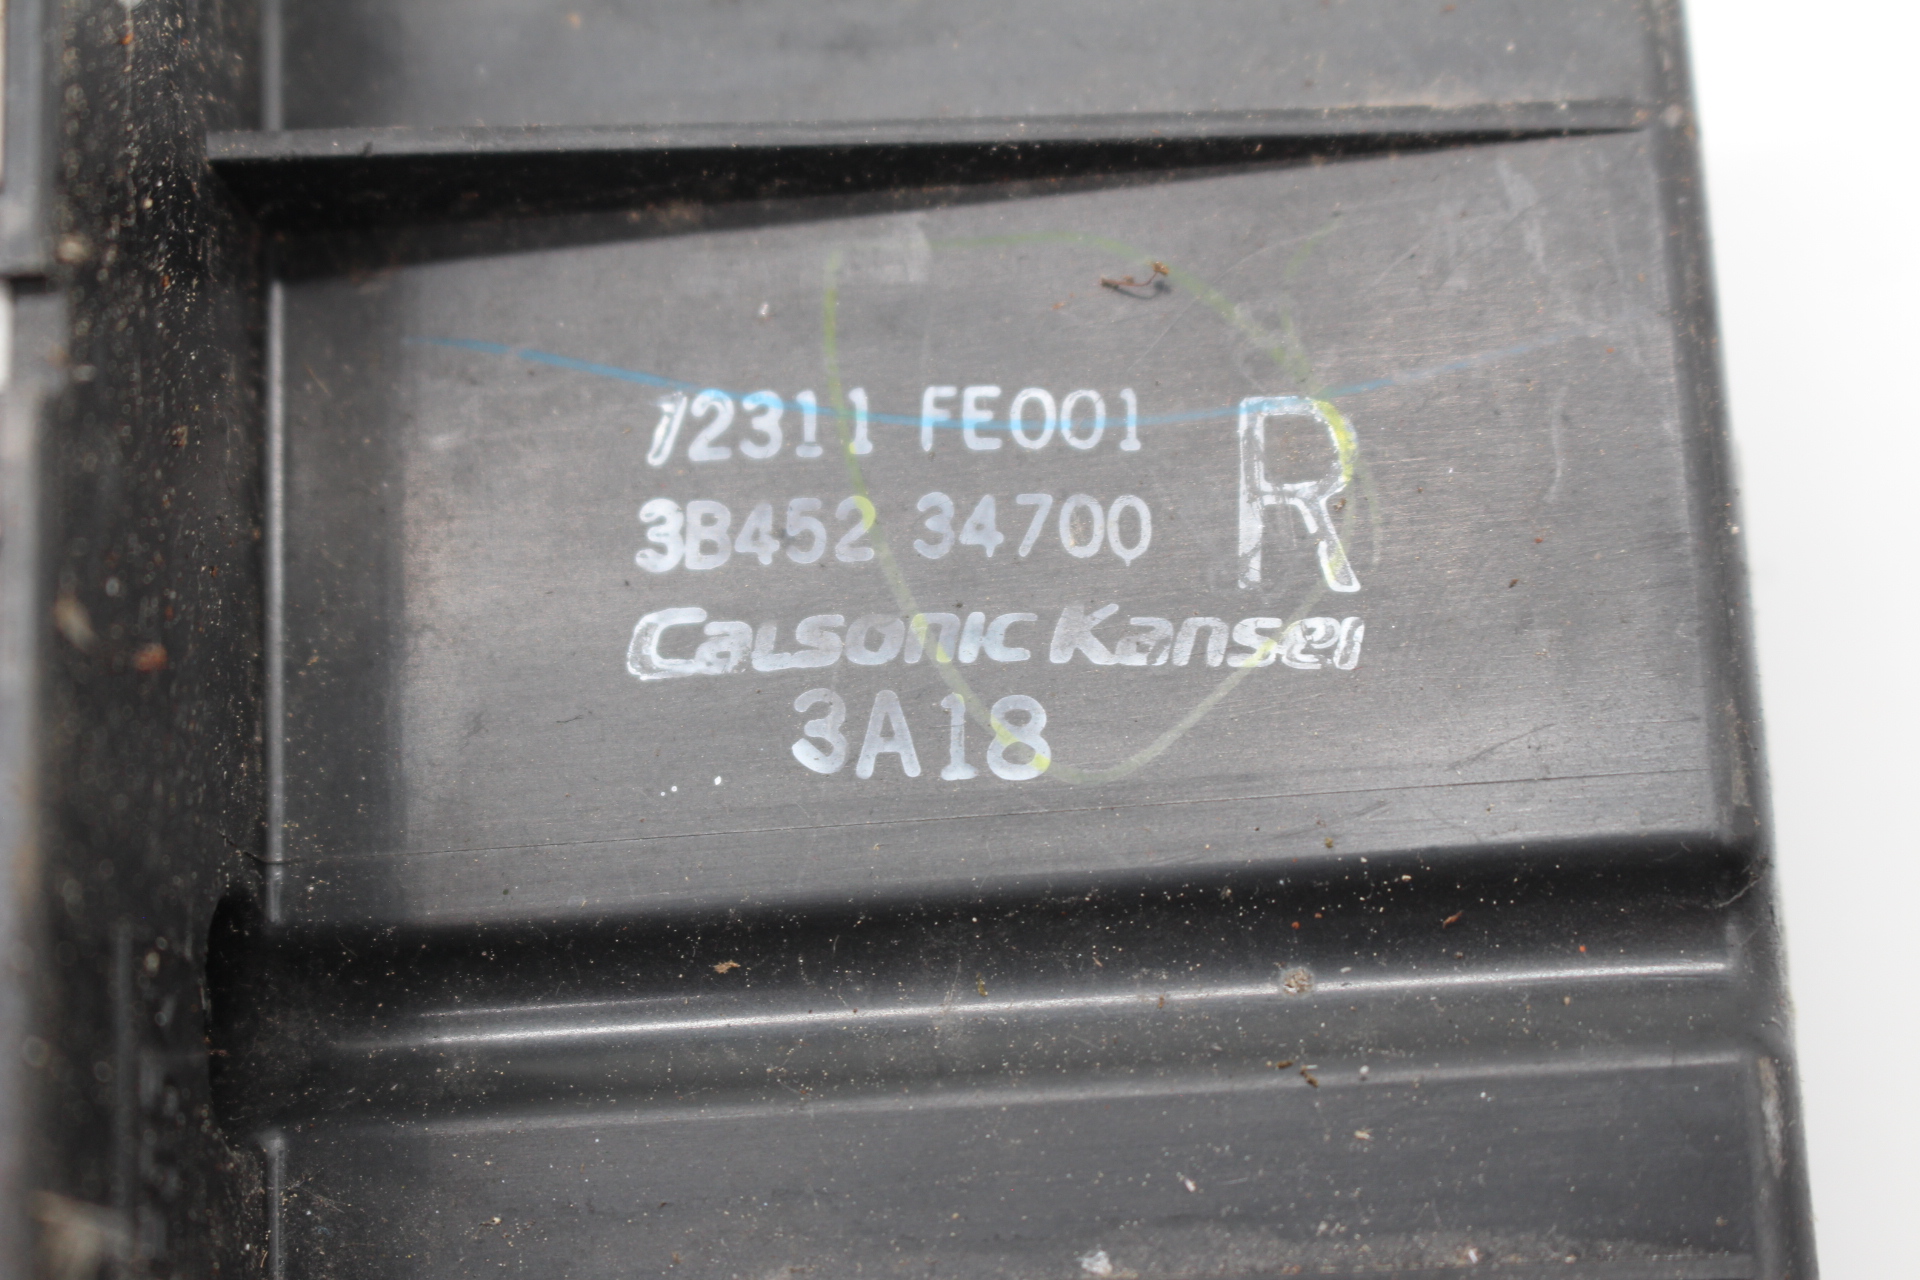 72311 FE001
R
3B452 34700
Calsonic Kansei
3A18